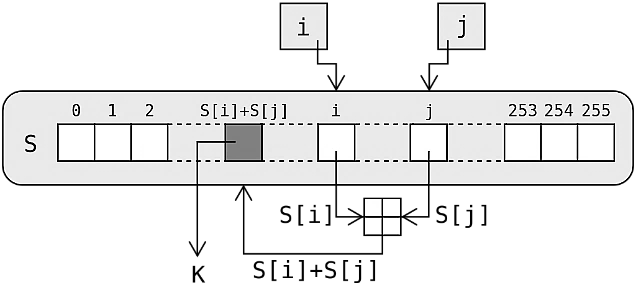 i j
0 1 2 S[i]+S[j] i j 253 254 255
S
S[i] S[j]
K S[i]+S[j]